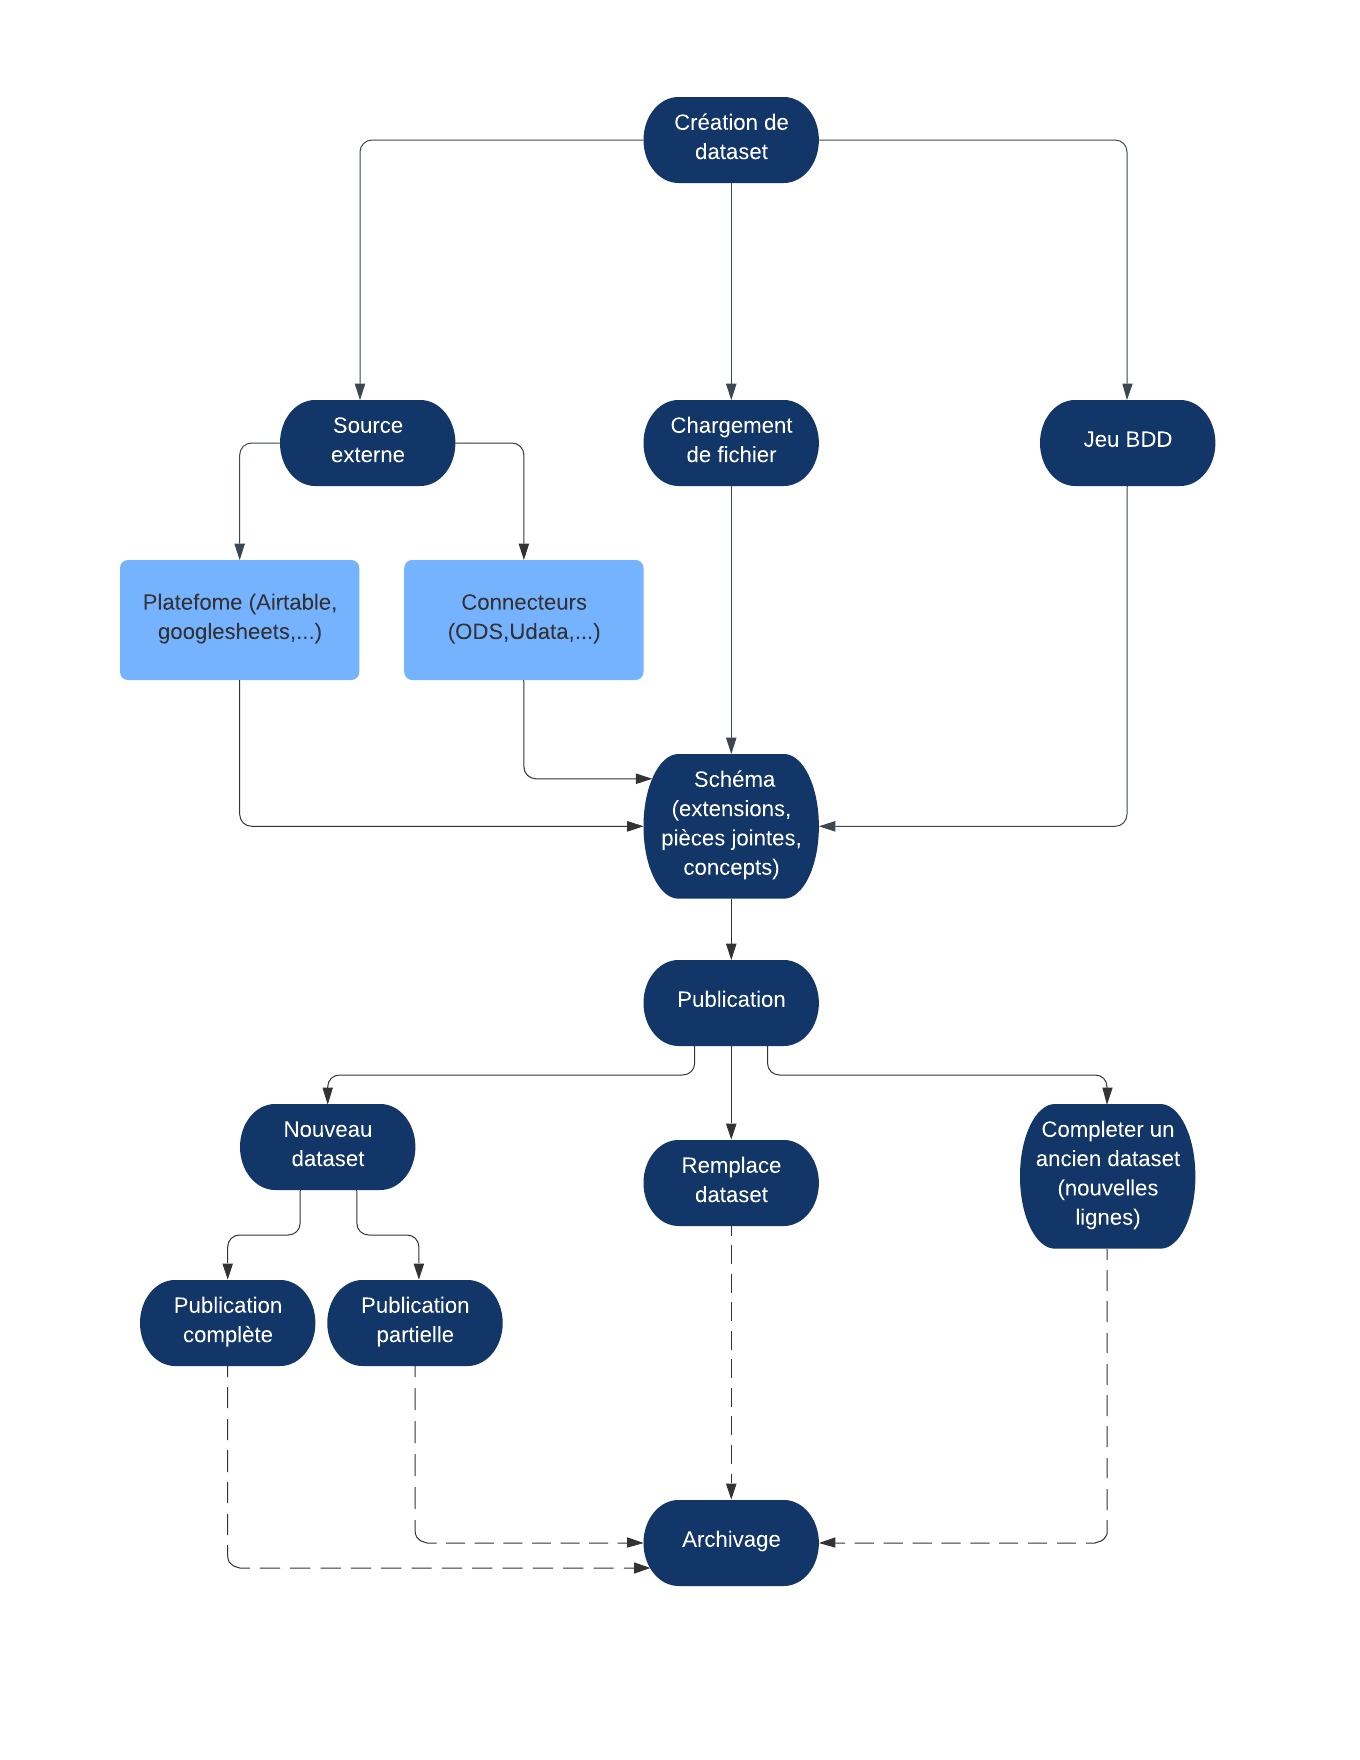 Création de
dataset
Source
externe
Chargement
de fichier
Jeu BDD
Platefome (Airtable,
googlesheets,...)
Connecteurs
(ODS,Udata,...)
Schéma
(extensions,
pièces jointes,
concepts)
Publication
Nouveau
dataset
Remplace
dataset
Completer un
ancien dataset
(nouvelles
lignes)
Publication
complète
Publication
partielle
Archivage